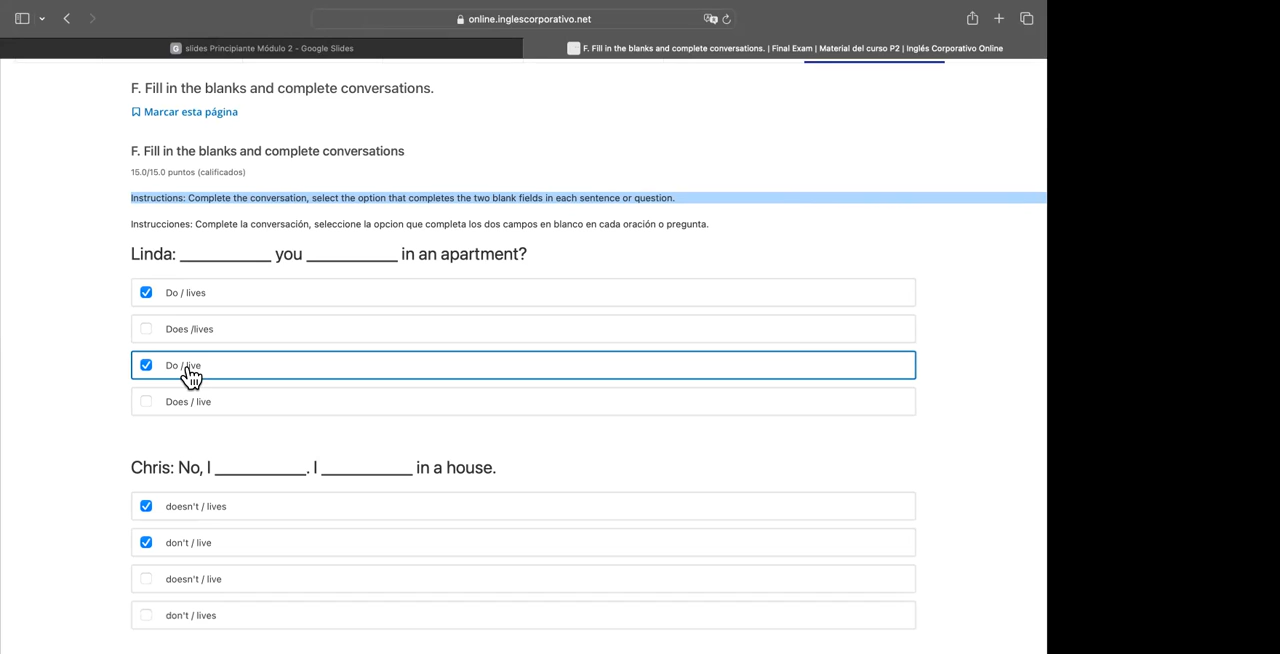 online.inglescorporativo.net
G slides Principiante Módulo 2 - Google Slides
F. Fill in the blanks and complete conversations. | Final Exam | Material del curso P2 | Inglés Corporativo Online
F. Fill in the blanks and complete conversations.
Marcar esta página
F. Fill in the blanks and complete conversations
15.0/15.0 puntos (calificados)
Instructions: Complete the conversation, select the option that completes the two blank fields in each sentence or question.
Instrucciones: Complete la conversación, seleccione la opcion que completa los dos campos en blanco en cada oración o pregunta.
Linda: __________ you __________ in an apartment?
Do / lives
Does /lives
Do / live
Does / live
Chris: No, I __________. I __________ in a house.
doesn't / lives
don't / live
doesn't / live
don't / lives